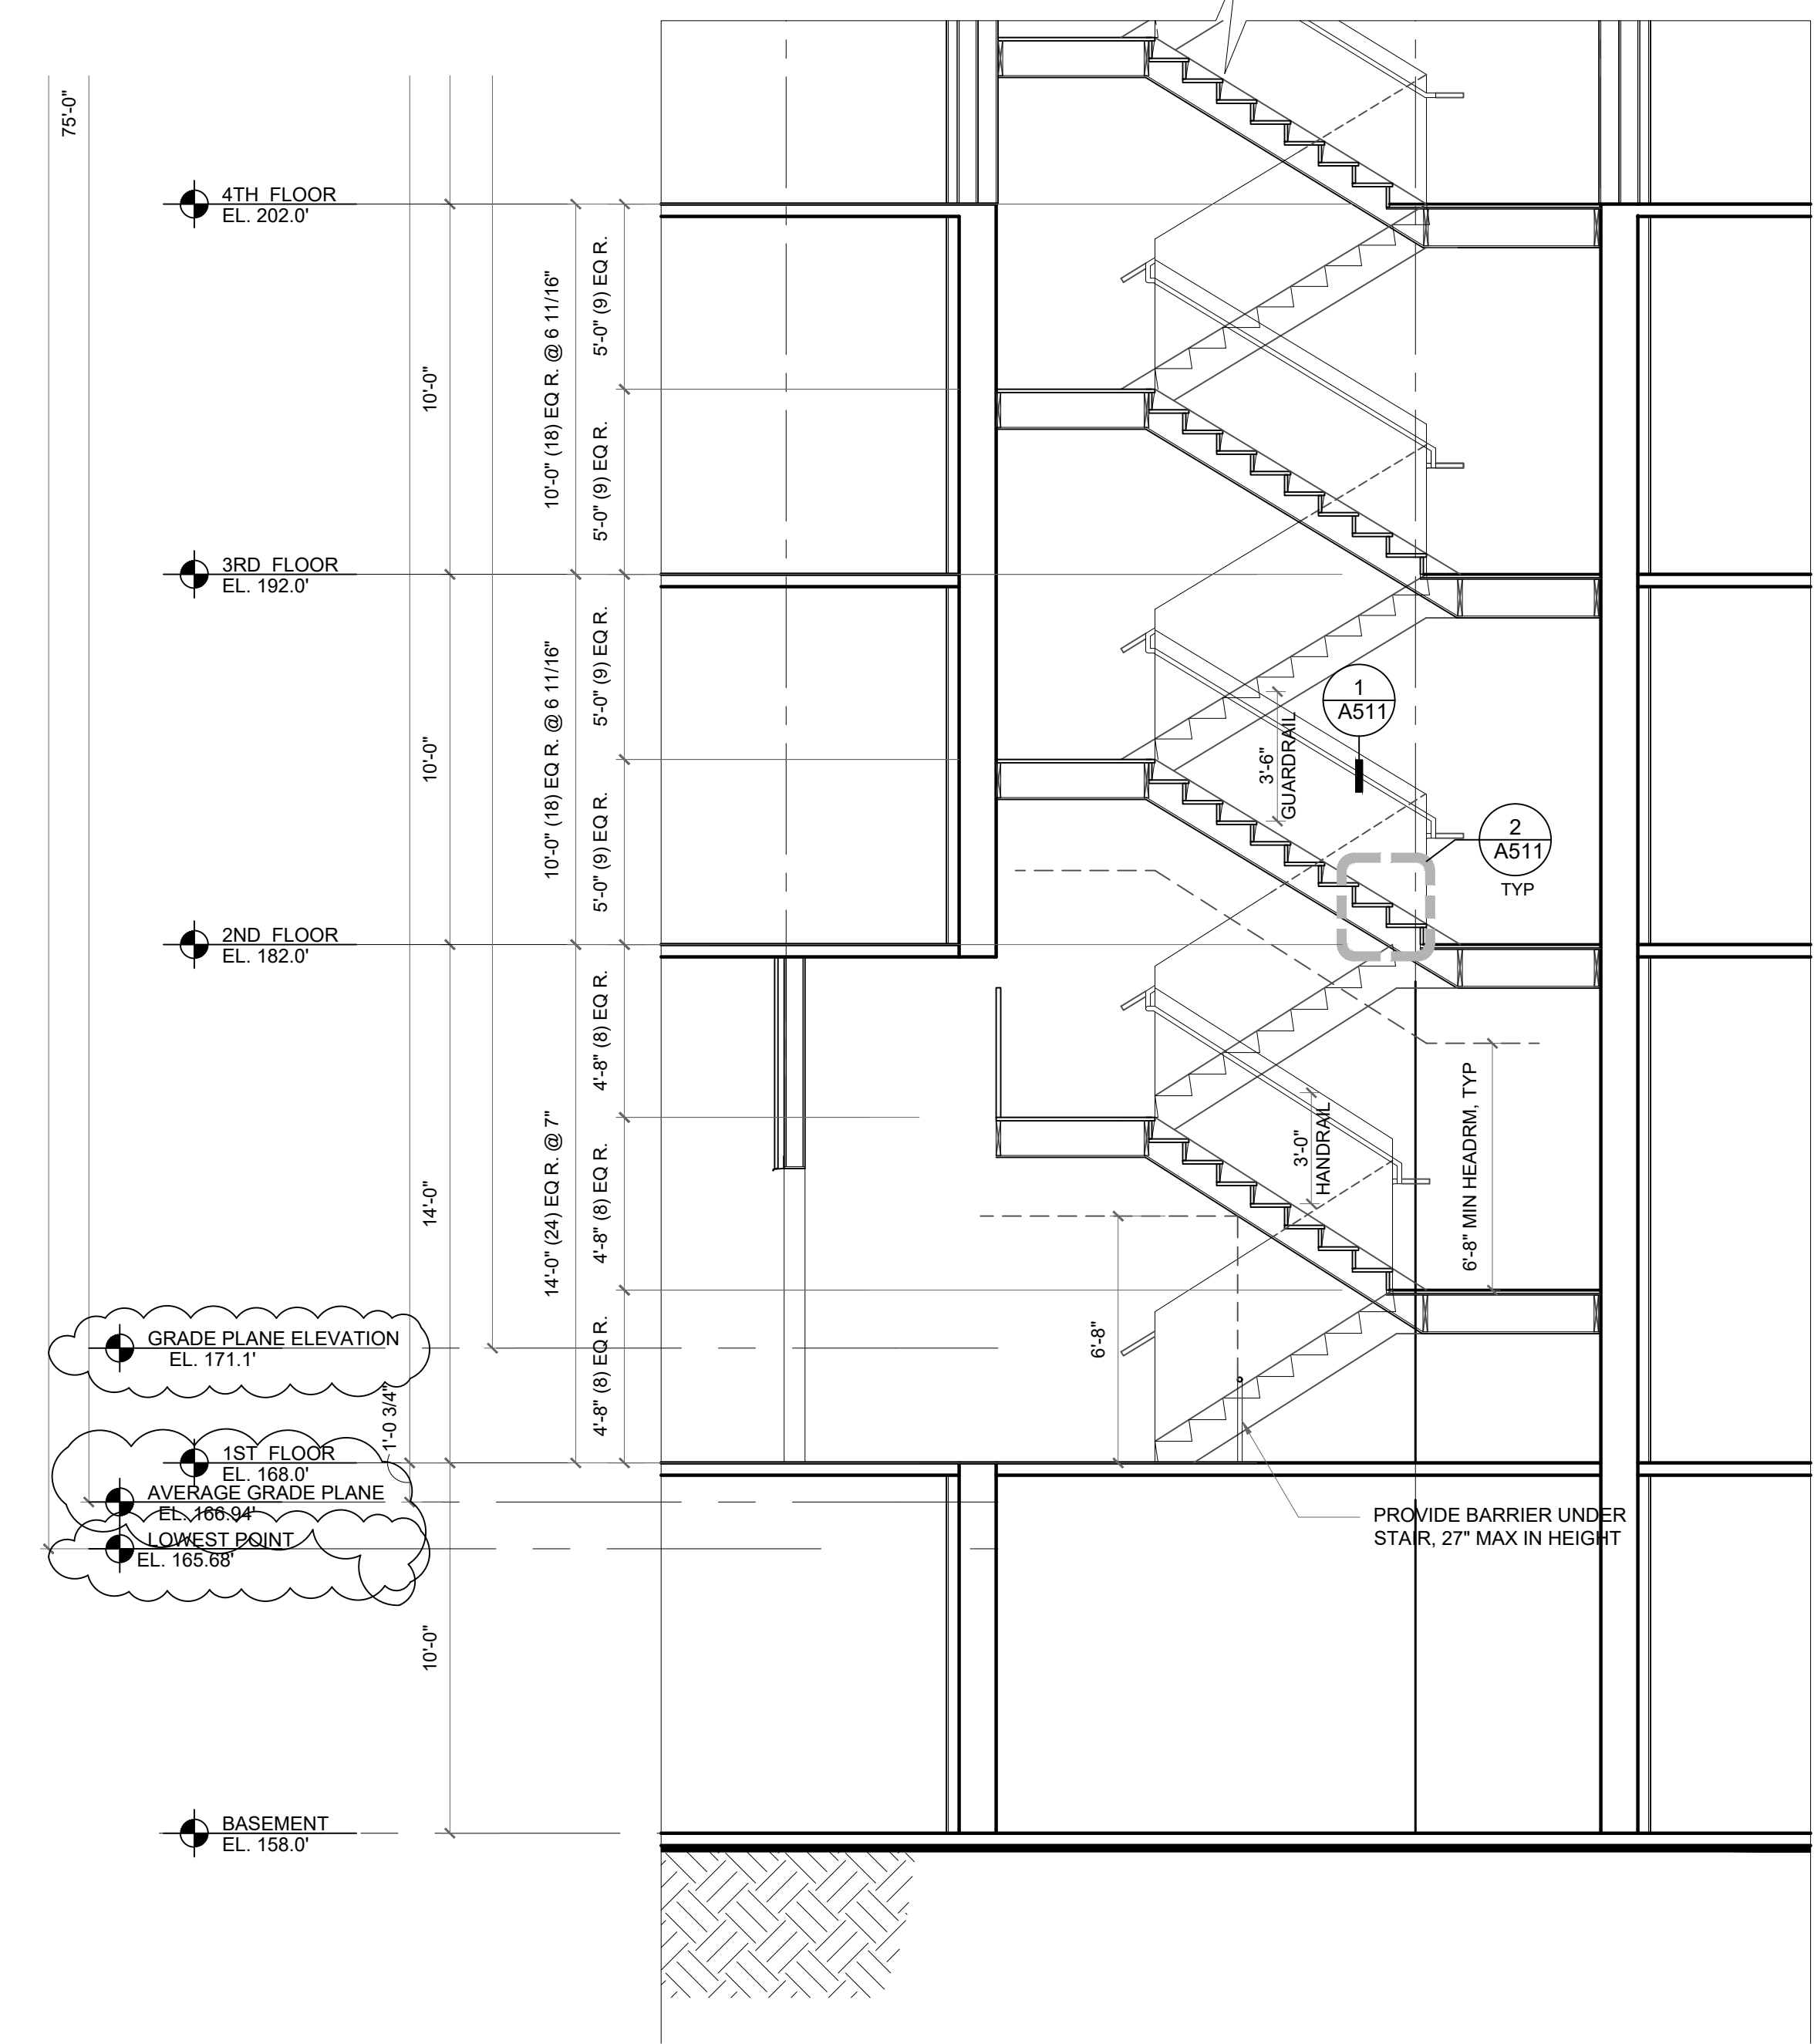 75'-0"
4TH FLOOR
EL. 202.0'
10'-0"
10'-0" (18) EQ R. @ 6 11/16"
5'-0" (9) EQ R.
5'-0" (9) EQ R.
3RD FLOOR
EL. 192.0'
10'-0"
10'-0" (18) EQ R. @ 6 11/16"
5'-0" (9) EQ R.
5'-0" (9) EQ R.
1
A511
3'-6"
GUARDRAIL
2
A511
TYP
2ND FLOOR
EL. 182.0'
14'-0"
14'-0" (24) EQ R. @ 7"
4'-8" (8) EQ R.
4'-8" (8) EQ R.
4'-8" (8) EQ R.
3'-0"
HANDRAIL
6'-8" MIN HEADRM, TYP
6'-8"
GRADE PLANE ELEVATION
EL. 171.1'
1'-0 3/4"
1ST FLOOR
EL. 168.0'
AVERAGE GRADE PLANE
EL. 166.94'
LOWEST POINT
EL. 165.68'
PROVIDE BARRIER UNDER
STAIR, 27" MAX IN HEIGHT
10'-0"
BASEMENT
EL. 158.0'